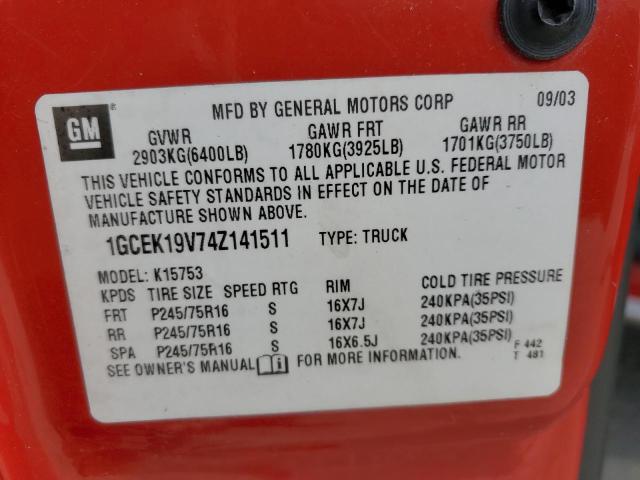 GM
MFD BY GENERAL MOTORS CORP 09/03
GVWR GAWR FRT GAWR RR
2903KG(6400LB) 1780KG(3925LB) 1701KG(3750LB)
THIS VEHICLE CONFORMS TO ALL APPLICABLE U.S. FEDERAL MOTOR
VEHICLE SAFETY STANDARDS IN EFFECT ON THE DATE OF
MANUFACTURE SHOWN ABOVE.
1GCEK19V74Z141511 TYPE: TRUCK
MODEL: K15753
KPDS TIRE SIZE SPEED RTG RIM COLD TIRE PRESSURE
FRT P245/75R16 S 16X7J 240KPA(35PSI)
RR P245/75R16 S 16X7J 240KPA(35PSI)
SPA P245/75R16 S 16X6.5J 240KPA(35PSI)
SEE OWNER'S MANUAL i FOR MORE INFORMATION.
F 442
T 481